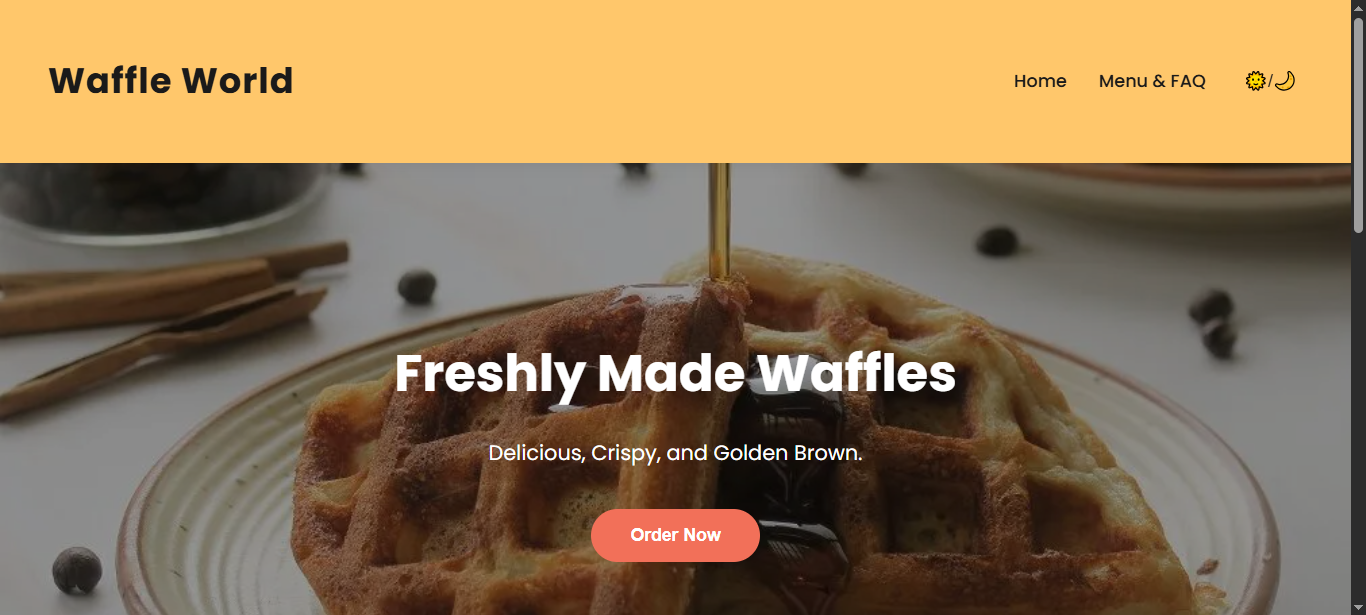 Waffle World
Home
Menu & FAQ
🌞/🌙
Freshly Made Waffles
Delicious, Crispy, and Golden Brown.
Order Now